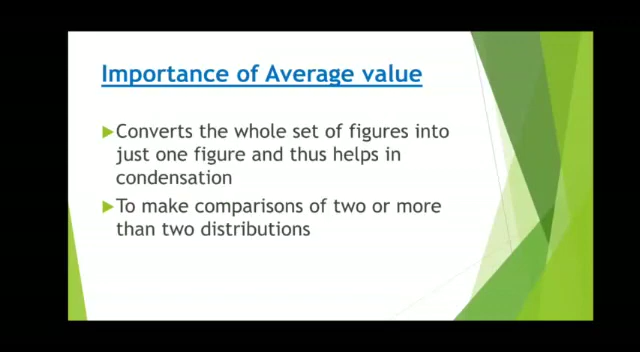 Importance of Average value
Converts the whole set of figures into
just one figure and thus helps in
condensation
To make comparisons of two or more
than two distributions